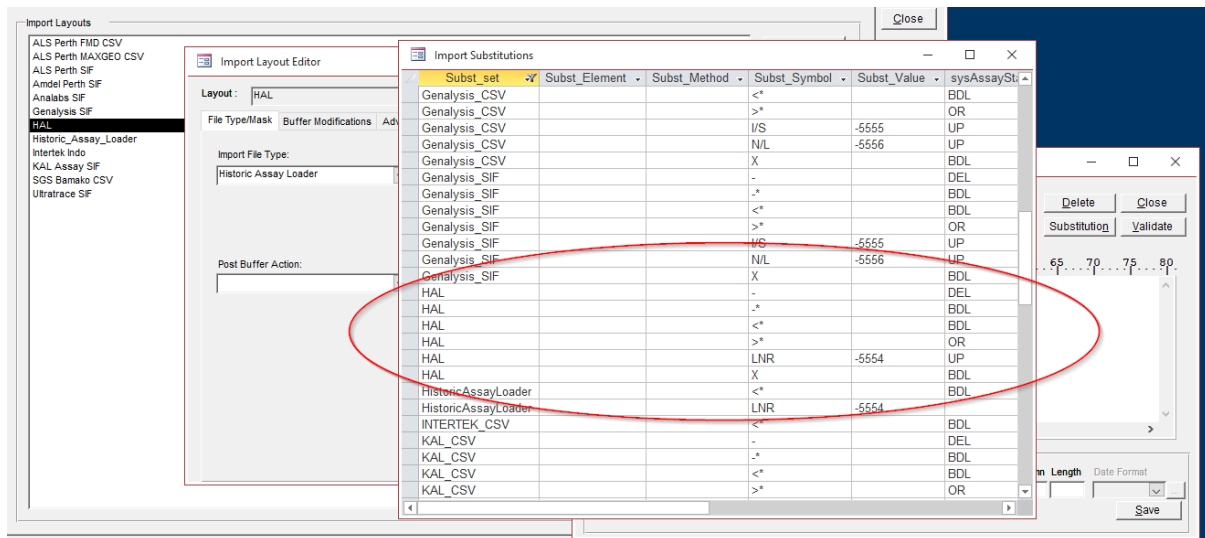 Import Layouts
Close
ALS Perth FMD CSV
ALS Perth MAXGEO CSV
ALS Perth SIF
Amdel Perth SIF
Analabs SIF
Genalysis SIF
HAL
Historic_Assay_Loader
Intertek Indo
KAL Assay SIF
SGS Bamako CSV
Ultratrace SIF
Import Layout Editor
Layout : HAL
File Type/Mask Buffer Modifications Adv
Import File Type:
Historic Assay Loader
Post Buffer Action:
Import Substitutions
Subst_set Subst_Element Subst_Method Subst_Symbol Subst_Value sysAssaySta
Genalysis_CSV <* BDL
Genalysis_CSV >* OR
Genalysis_CSV I/S -5555 UP
Genalysis_CSV N/L -5556 UP
Genalysis_CSV X BDL
Genalysis_SIF - DEL
Genalysis_SIF -* BDL
Genalysis_SIF <* BDL
Genalysis_SIF >* OR
Genalysis_SIF I/S -5555 UP
Genalysis_SIF N/L -5556 UP
Genalysis_SIF X BDL
HAL - DEL
HAL -* BDL
HAL <* BDL
HAL >* OR
HAL LNR -5554 UP
HAL X BDL
HistoricAssayLoader <* BDL
HistoricAssayLoader LNR -5554
INTERTEK_CSV <* BDL
KAL_CSV - DEL
KAL_CSV -* BDL
KAL_CSV <* BDL
KAL_CSV >* OR
Delete Close
Substitution Validate
65 70 75 80
Length Date Format
Save